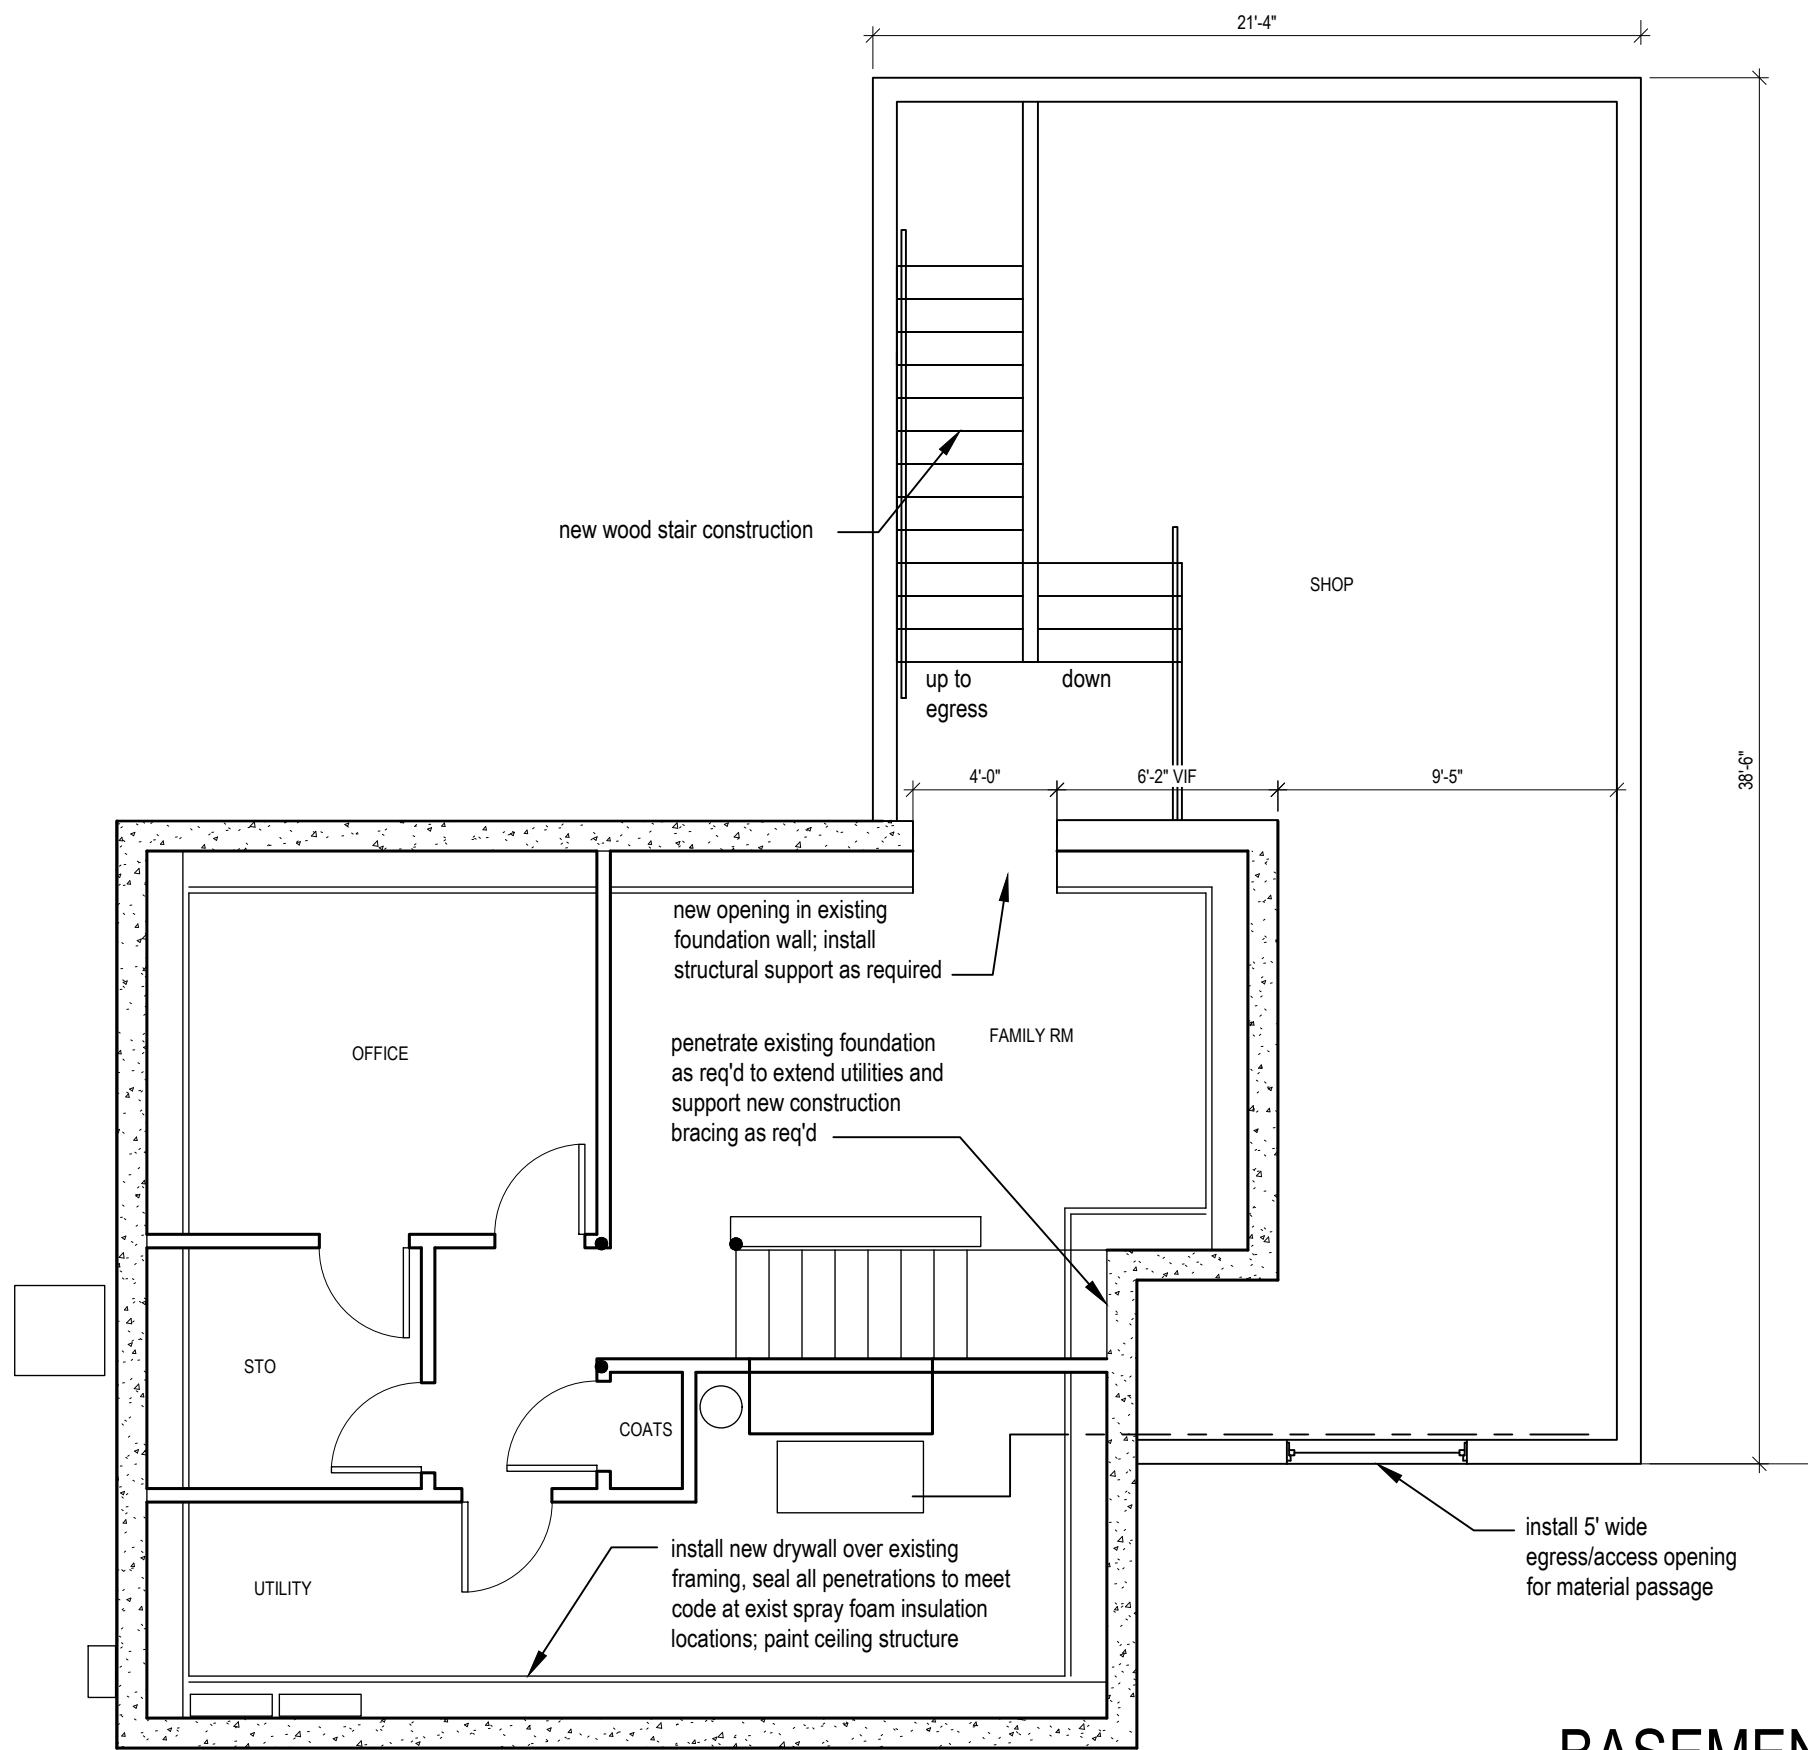 21'-4"
new wood stair construction
SHOP
up to
egress
down
38'-6"
4'-0"
6'-2" VIF
9'-5"
new opening in existing
foundation wall; install
structural support as required
FAMILY RM
OFFICE
penetrate existing foundation
as req'd to extend utilities and
support new construction
bracing as req'd
STO
COATS
install new drywall over existing
framing, seal all penetrations to meet
code at exist spray foam insulation
locations; paint ceiling structure
UTILITY
install 5' wide
egress/access opening
for material passage
BASEMEN